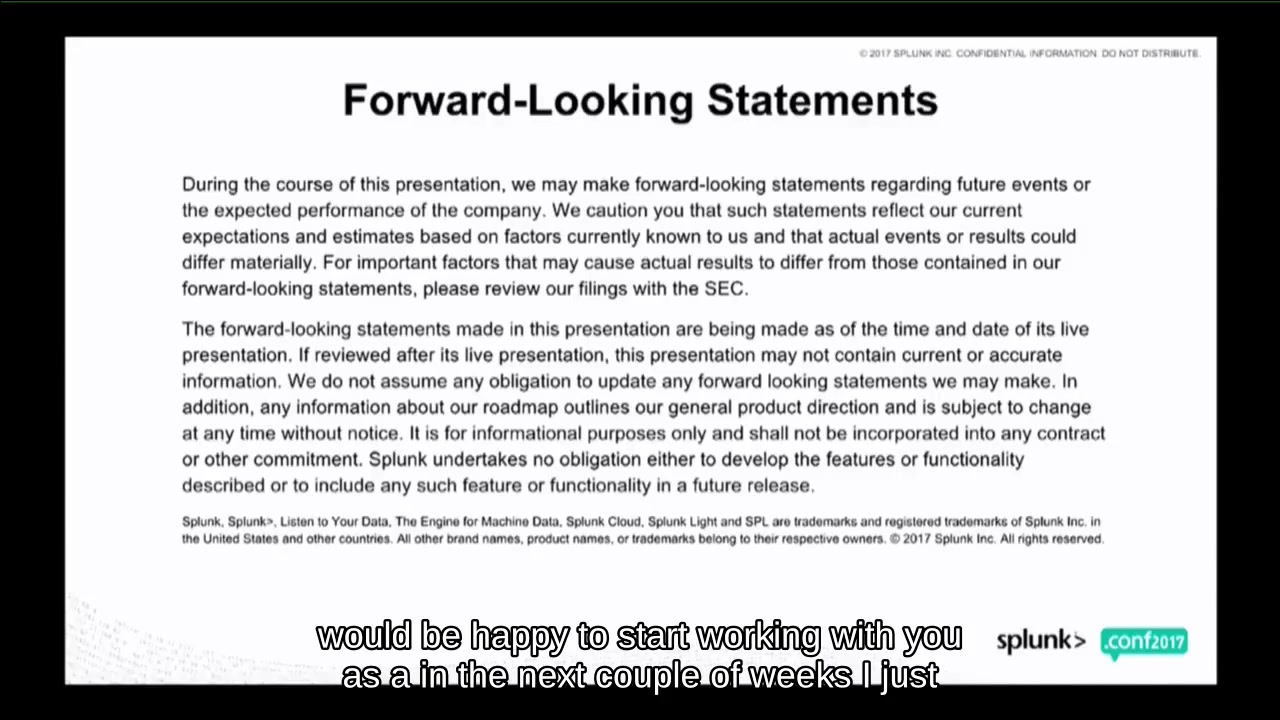 © 2017 SPLUNK INC. CONFIDENTIAL INFORMATION. DO NOT DISTRIBUTE.
Forward-Looking Statements
During the course of this presentation, we may make forward-looking statements regarding future events or
the expected performance of the company. We caution you that such statements reflect our current
expectations and estimates based on factors currently known to us and that actual events or results could
differ materially. For important factors that may cause actual results to differ from those contained in our
forward-looking statements, please review our filings with the SEC.
The forward-looking statements made in this presentation are being made as of the time and date of its live
presentation. If reviewed after its live presentation, this presentation may not contain current or accurate
information. We do not assume any obligation to update any forward looking statements we may make. In
addition, any information about our roadmap outlines our general product direction and is subject to change
at any time without notice. It is for informational purposes only and shall not be incorporated into any contract
or other commitment. Splunk undertakes no obligation either to develop the features or functionality
described or to include any such feature or functionality in a future release.
Splunk, Splunk>, Listen to Your Data, The Engine for Machine Data, Splunk Cloud, Splunk Light and SPL are trademarks and registered trademarks of Splunk Inc. in
the United States and other countries. All other brand names, product names, or trademarks belong to their respective owners. © 2017 Splunk Inc. All rights reserved.
would be happy to start working with you
as a in the next couple of weeks I just
splunk> .conf2017